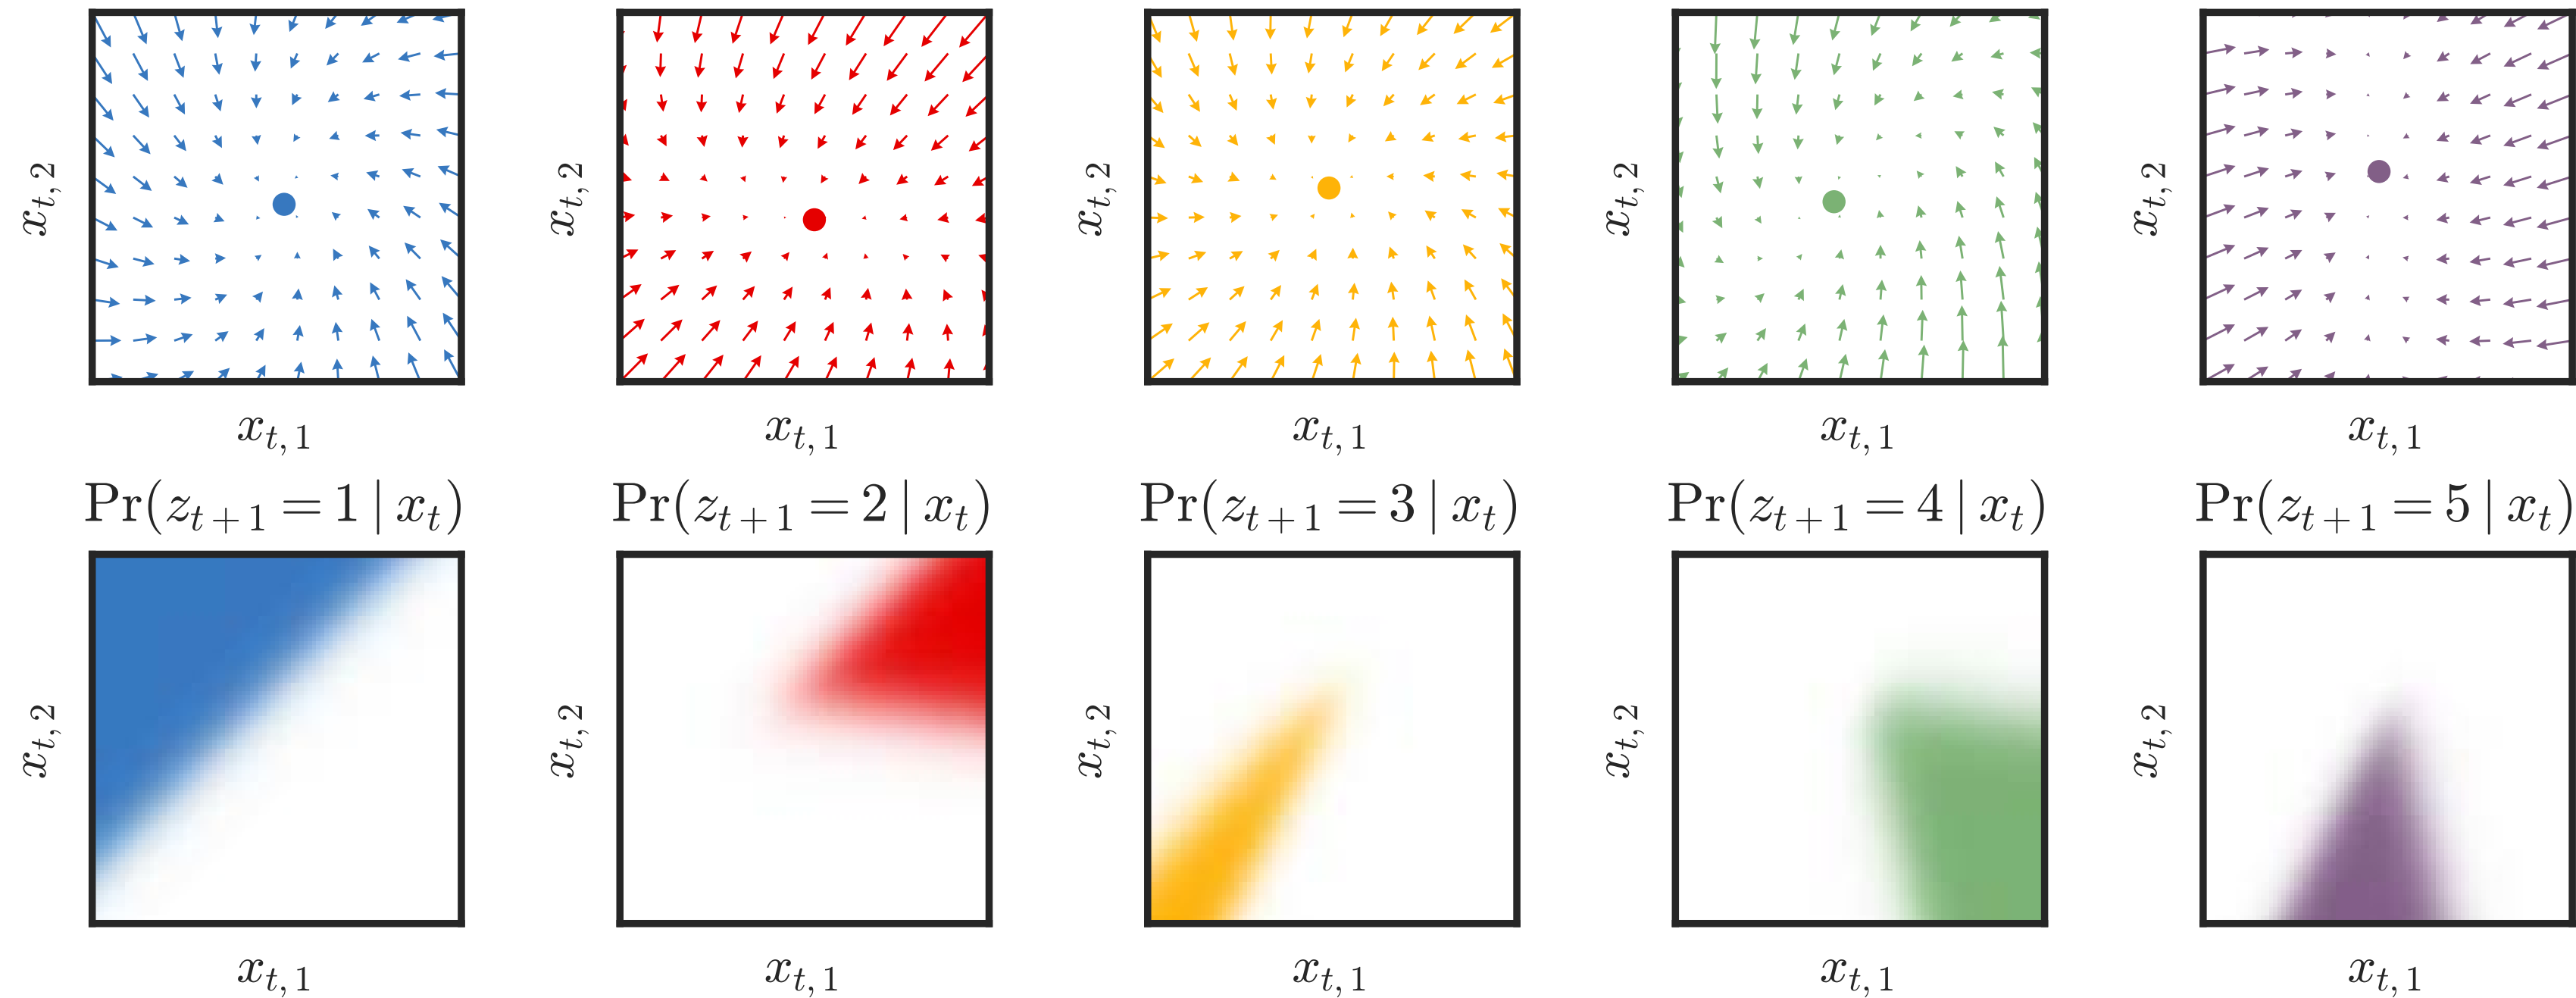 x_{t, 2} x_{t, 2} x_{t, 2} x_{t, 2} x_{t, 2}
x_{t, 1} x_{t, 1} x_{t, 1} x_{t, 1} x_{t, 1}
Pr(z_{t+1} = 1 | x_t) Pr(z_{t+1} = 2 | x_t) Pr(z_{t+1} = 3 | x_t) Pr(z_{t+1} = 4 | x_t) Pr(z_{t+1} = 5 | x_t)
x_{t, 2} x_{t, 2} x_{t, 2} x_{t, 2} x_{t, 2}
x_{t, 1} x_{t, 1} x_{t, 1} x_{t, 1} x_{t, 1}